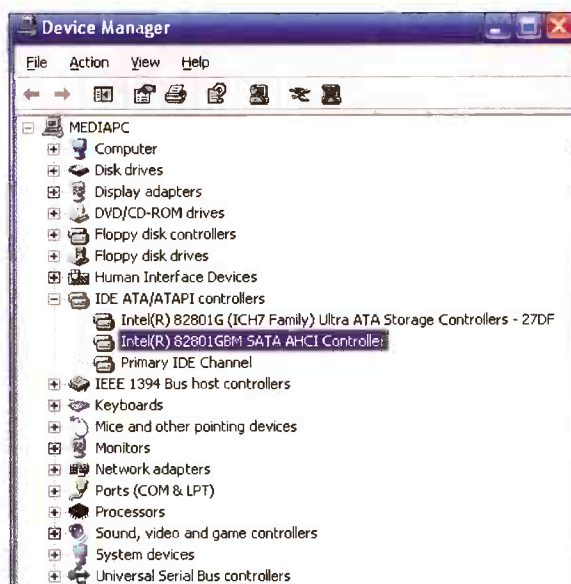 Device Manager
File Action View Help
MEDIAPC
Computer
Disk drives
Display adapters
DVD/CD-ROM drives
Floppy disk controllers
Floppy disk drives
Human Interface Devices
IDE ATA/ATAPI controllers
Intel(R) 82801G (ICH7 Family) Ultra ATA Storage Controllers - 27DF
Intel(R) 82801GBM SATA AHCI Controller
Primary IDE Channel
IEEE 1394 Bus host controllers
Keyboards
Mice and other pointing devices
Monitors
Network adapters
Ports (COM & LPT)
Processors
Sound, video and game controllers
System devices
Universal Serial Bus controllers